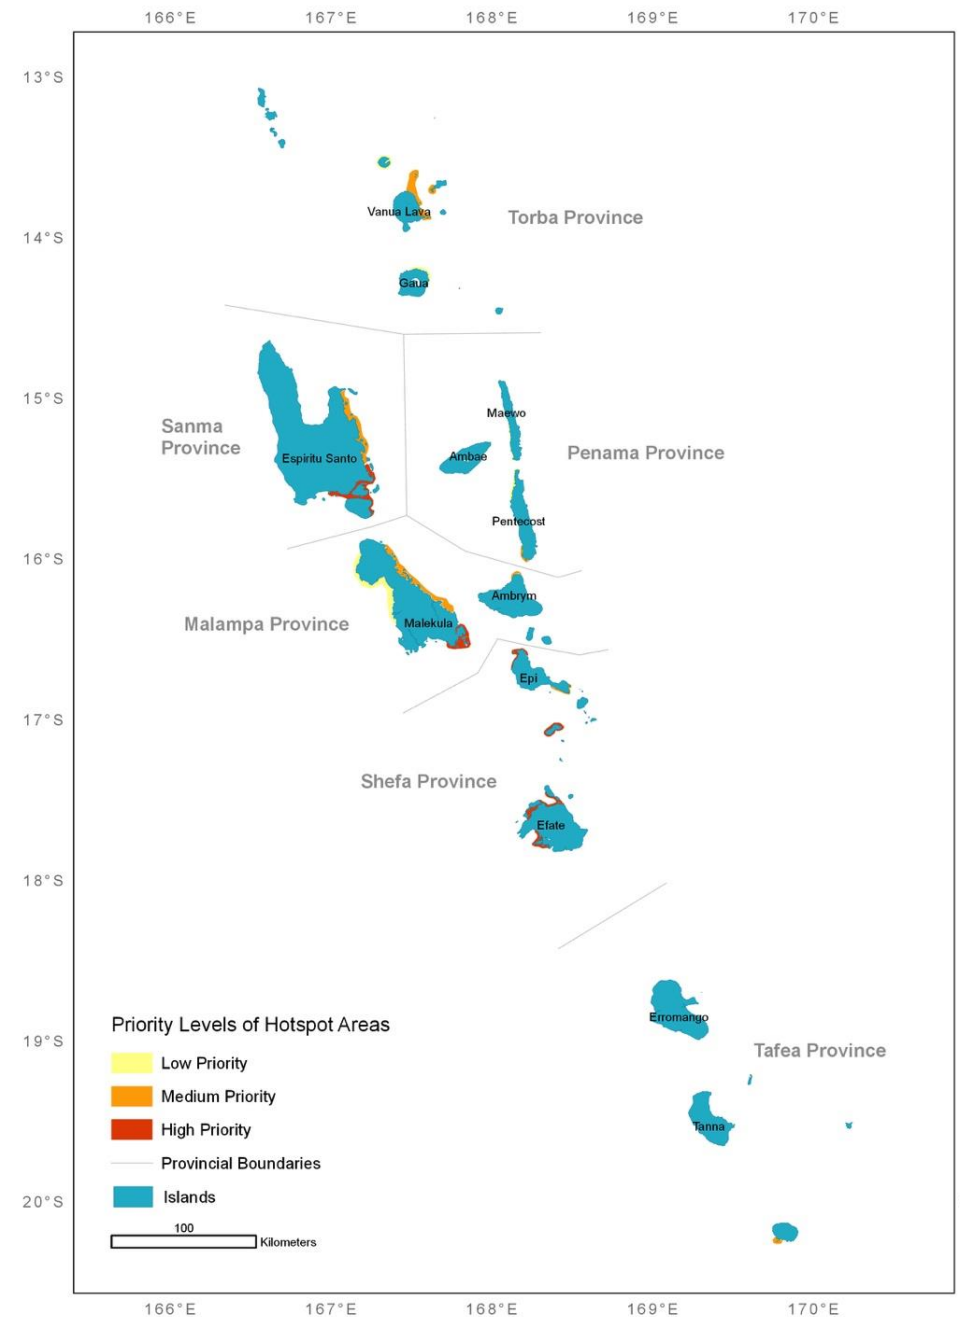 166°E 167°E 168°E 169°E 170°E
13°S
Vanua Lava
Torba Province
14°S
Gaua
15°S
Maewo
Sanma
Province
Ambae
Penama Province
Espiritu Santo
Pentecost
16°S
Ambrym
Malampa Province
Malekula
Epi
17°S
Shefa Province
Efate
18°S
Erromango
Priority Levels of Hotspot Areas
19°S
Tafea Province
Low Priority
Medium Priority
Tanna
High Priority
Provincial Boundaries
Islands
20°S
100
Kilometers
166°E 167°E 168°E 169°E 170°E